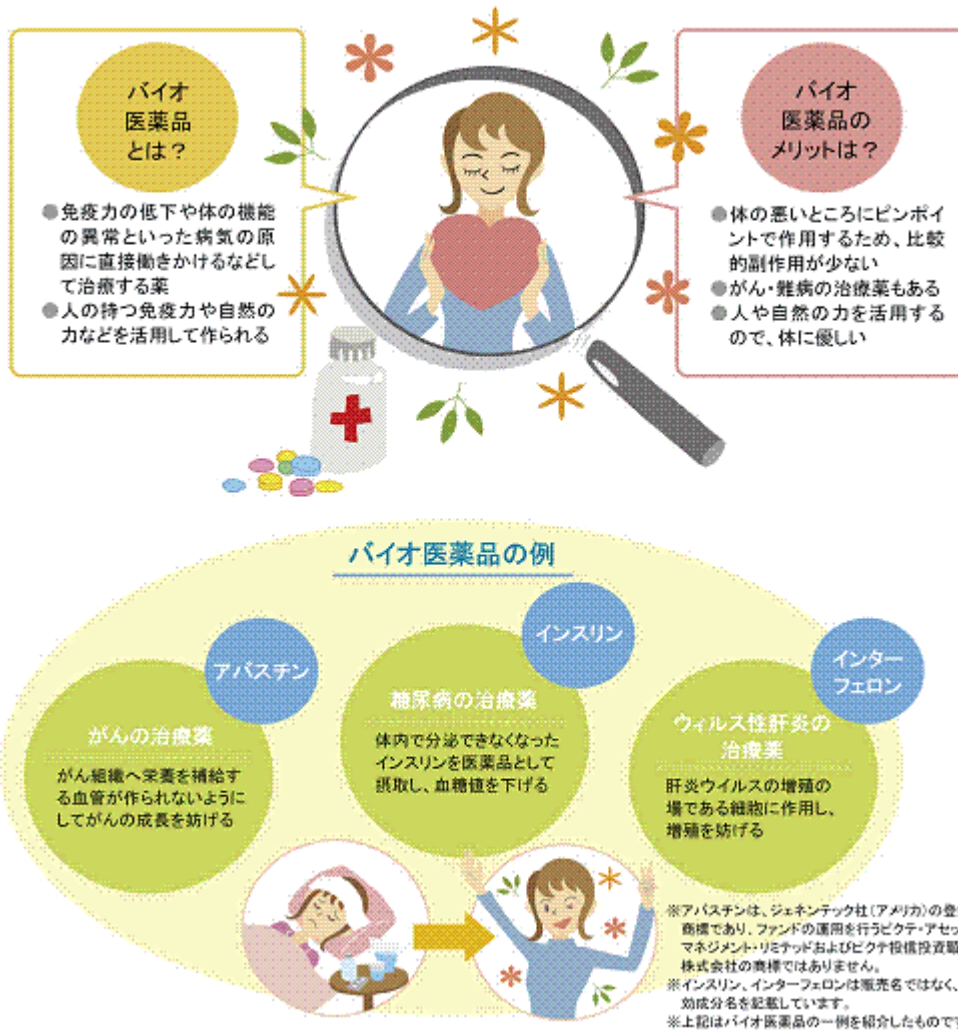 バイオ
医薬品
とは？
●免疫力の低下や体の機能
の異常といった病気の原
因に直接働きかけるなどし
て治療する薬
●人の持つ免疫力や自然の
力などを活用して作られる
バイオ
医薬品の
メリットは？
●体の悪いところにピンポイ
ントで作用するため、比較
的副作用が少ない
●がん・難病の治療薬もある
●人や自然の力を活用する
ので、体に優しい
バイオ医薬品の例
アバスチン
がんの治療薬
がん組織へ栄養を補給す
る血管が作られないように
してがんの成長を妨げる
インスリン
糖尿病の治療薬
体内で分泌できなくなった
インスリンを医薬品として
摂取し、血糖値を下げる
インター
フェロン
ウィルス性肝炎の
治療薬
肝炎ウイルスの増殖の
場である細胞に作用し、
増殖を妨げる
※アバスチンは、ジェネンテック社（アメリカ）の登
商標であり、ファンドの運用を行うピクテ・アセッ
マネジメント・リミテッドおよびピクテ投信投資顧
株式会社の商標ではありません。
※インスリン、インターフェロンは販売名ではなく、
効成分名を記載しています。
※上記はバイオ医薬品の一例を紹介したものです